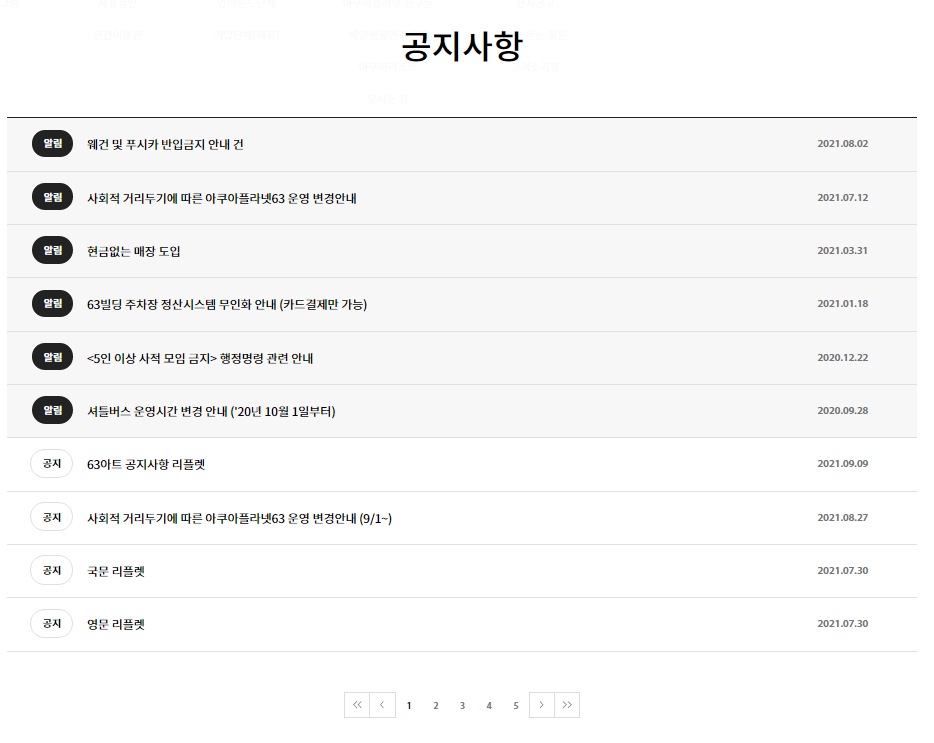 공지사항
알림 웨건 및 푸시카 반입금지 안내 건 2021.08.02
알림 사회적 거리두기에 따른 아쿠아플라넷63 운영 변경안내 2021.07.12
알림 현금없는 매장 도입 2021.03.31
알림 63빌딩 주차장 정산시스템 무인화 안내 (카드결제만 가능) 2021.01.18
알림 <5인 이상 사적 모임 금지> 행정명령 관련 안내 2020.12.22
알림 셔틀버스 운영시간 변경 안내 ('20년 10월 1일부터) 2020.09.28
공지 63아트 공지사항 리플렛 2021.09.09
공지 사회적 거리두기에 따른 아쿠아플라넷63 운영 변경안내 (9/1~) 2021.08.27
공지 국문 리플렛 2021.07.30
공지 영문 리플렛 2021.07.30
1 2 3 4 5